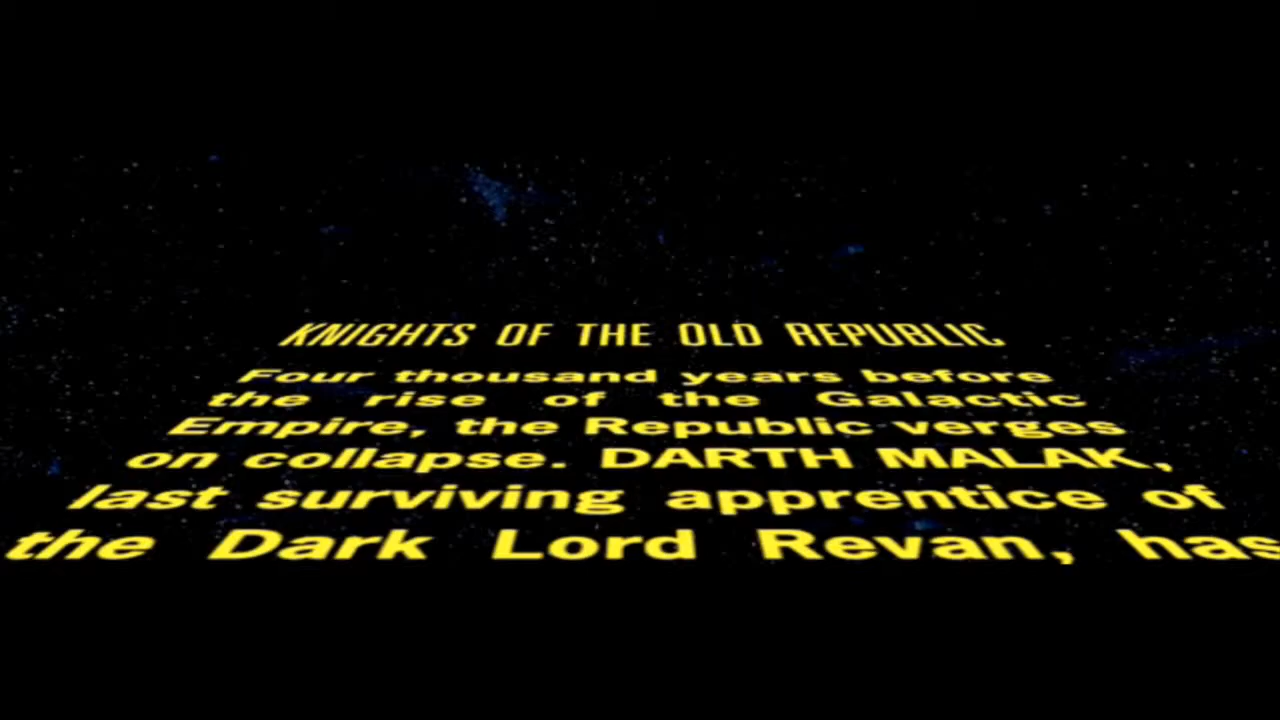 KNIGHTS OF THE OLD REPUBLIC
Four thousand years before
the rise of the Galactic
Empire, the Republic verges
on collapse. DARTH MALAK,
last surviving apprentice of
the Dark Lord Revan, has